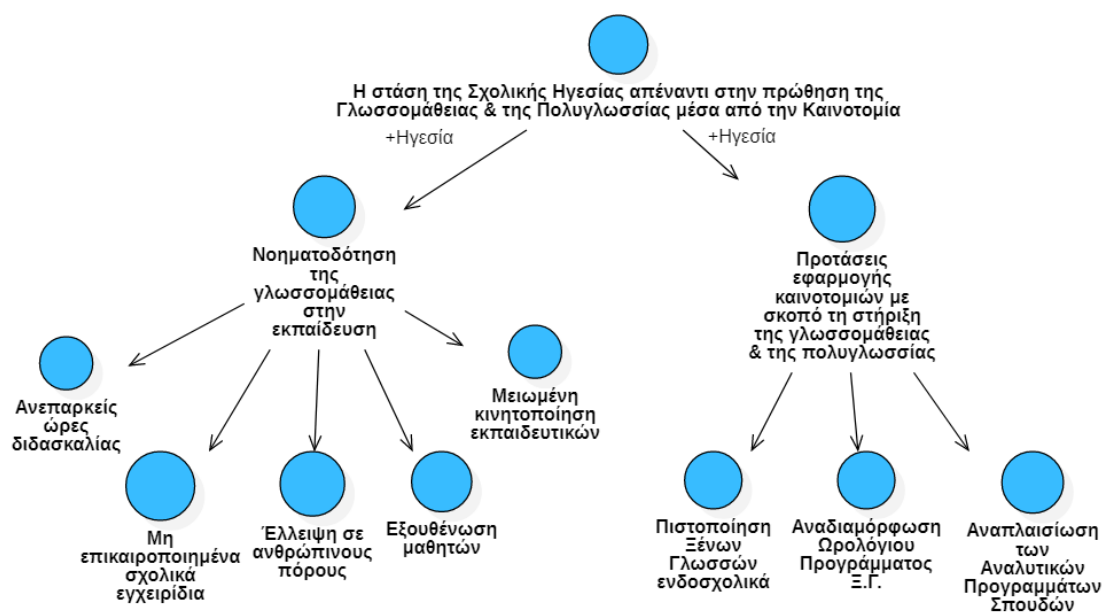 Η στάση της Σχολικής Ηγεσίας απέναντι στην πρώθηση της
Γλωσσομάθειας & της Πολυγλωσσίας μέσα από την Καινοτομία
+Ηγεσία
+Ηγεσία
Νοηματοδότηση
της
γλωσσομάθειας
στην
εκπαίδευση
Προτάσεις
εφαρμογής
καινοτομιών με
σκοπό τη στήριξη
της γλωσσομάθειας
& της πολυγλωσσίας
Ανεπαρκείς
ώρες
διδασκαλίας
Μη
επικαιροποιημένα
σχολικά
εγχειρίδια
Έλλειψη σε
ανθρώπινους
πόρους
Εξουθένωση
μαθητών
Μειωμένη
κινητοποίηση
εκπαιδευτικών
Πιστοποίηση
Ξένων
Γλωσσών
ενδοσχολικά
Αναδιαμόρφωση
Ωρολόγιου
Προγράμματος
Ξ.Γ.
Αναπλαισίωση
των
Αναλυτικών
Προγραμμάτων
Σπουδών